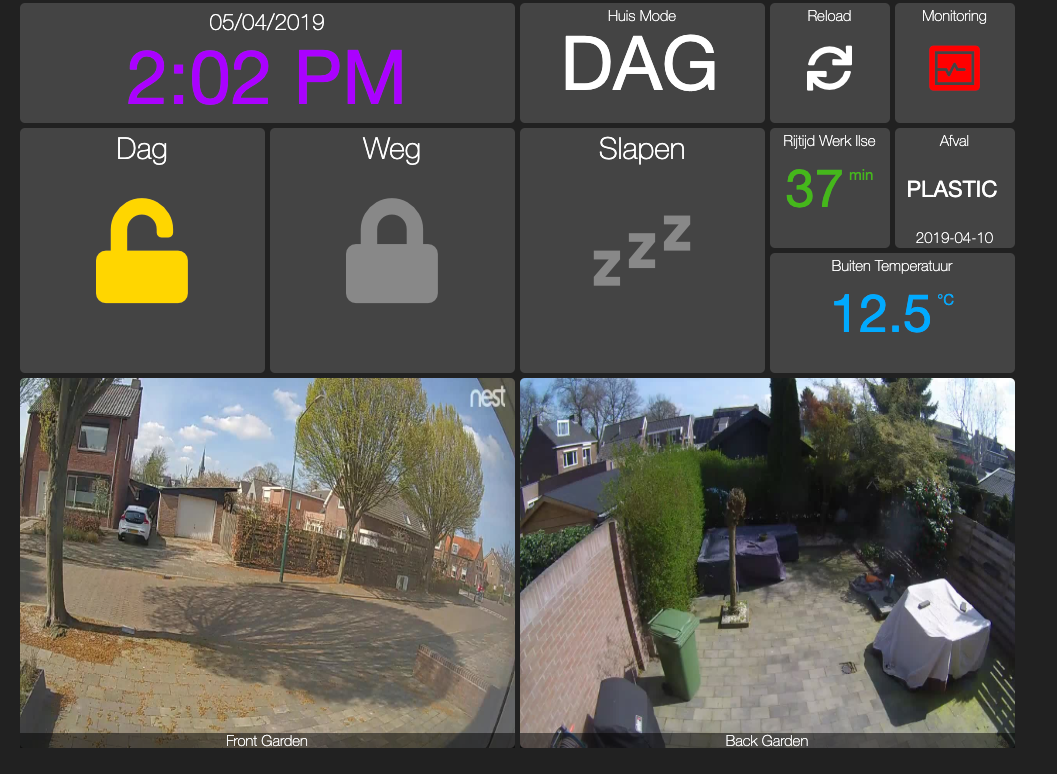 05/04/2019
2:02 PM
Huis Mode
DAG
Reload
Monitoring
Dag
Weg
Slapen
zzz
Rijtijd Werk Ilse
37 min
Afval
PLASTIC
2019-04-10
Buiten Temperatuur
12.5 °C
nest
Front Garden
Back Garden